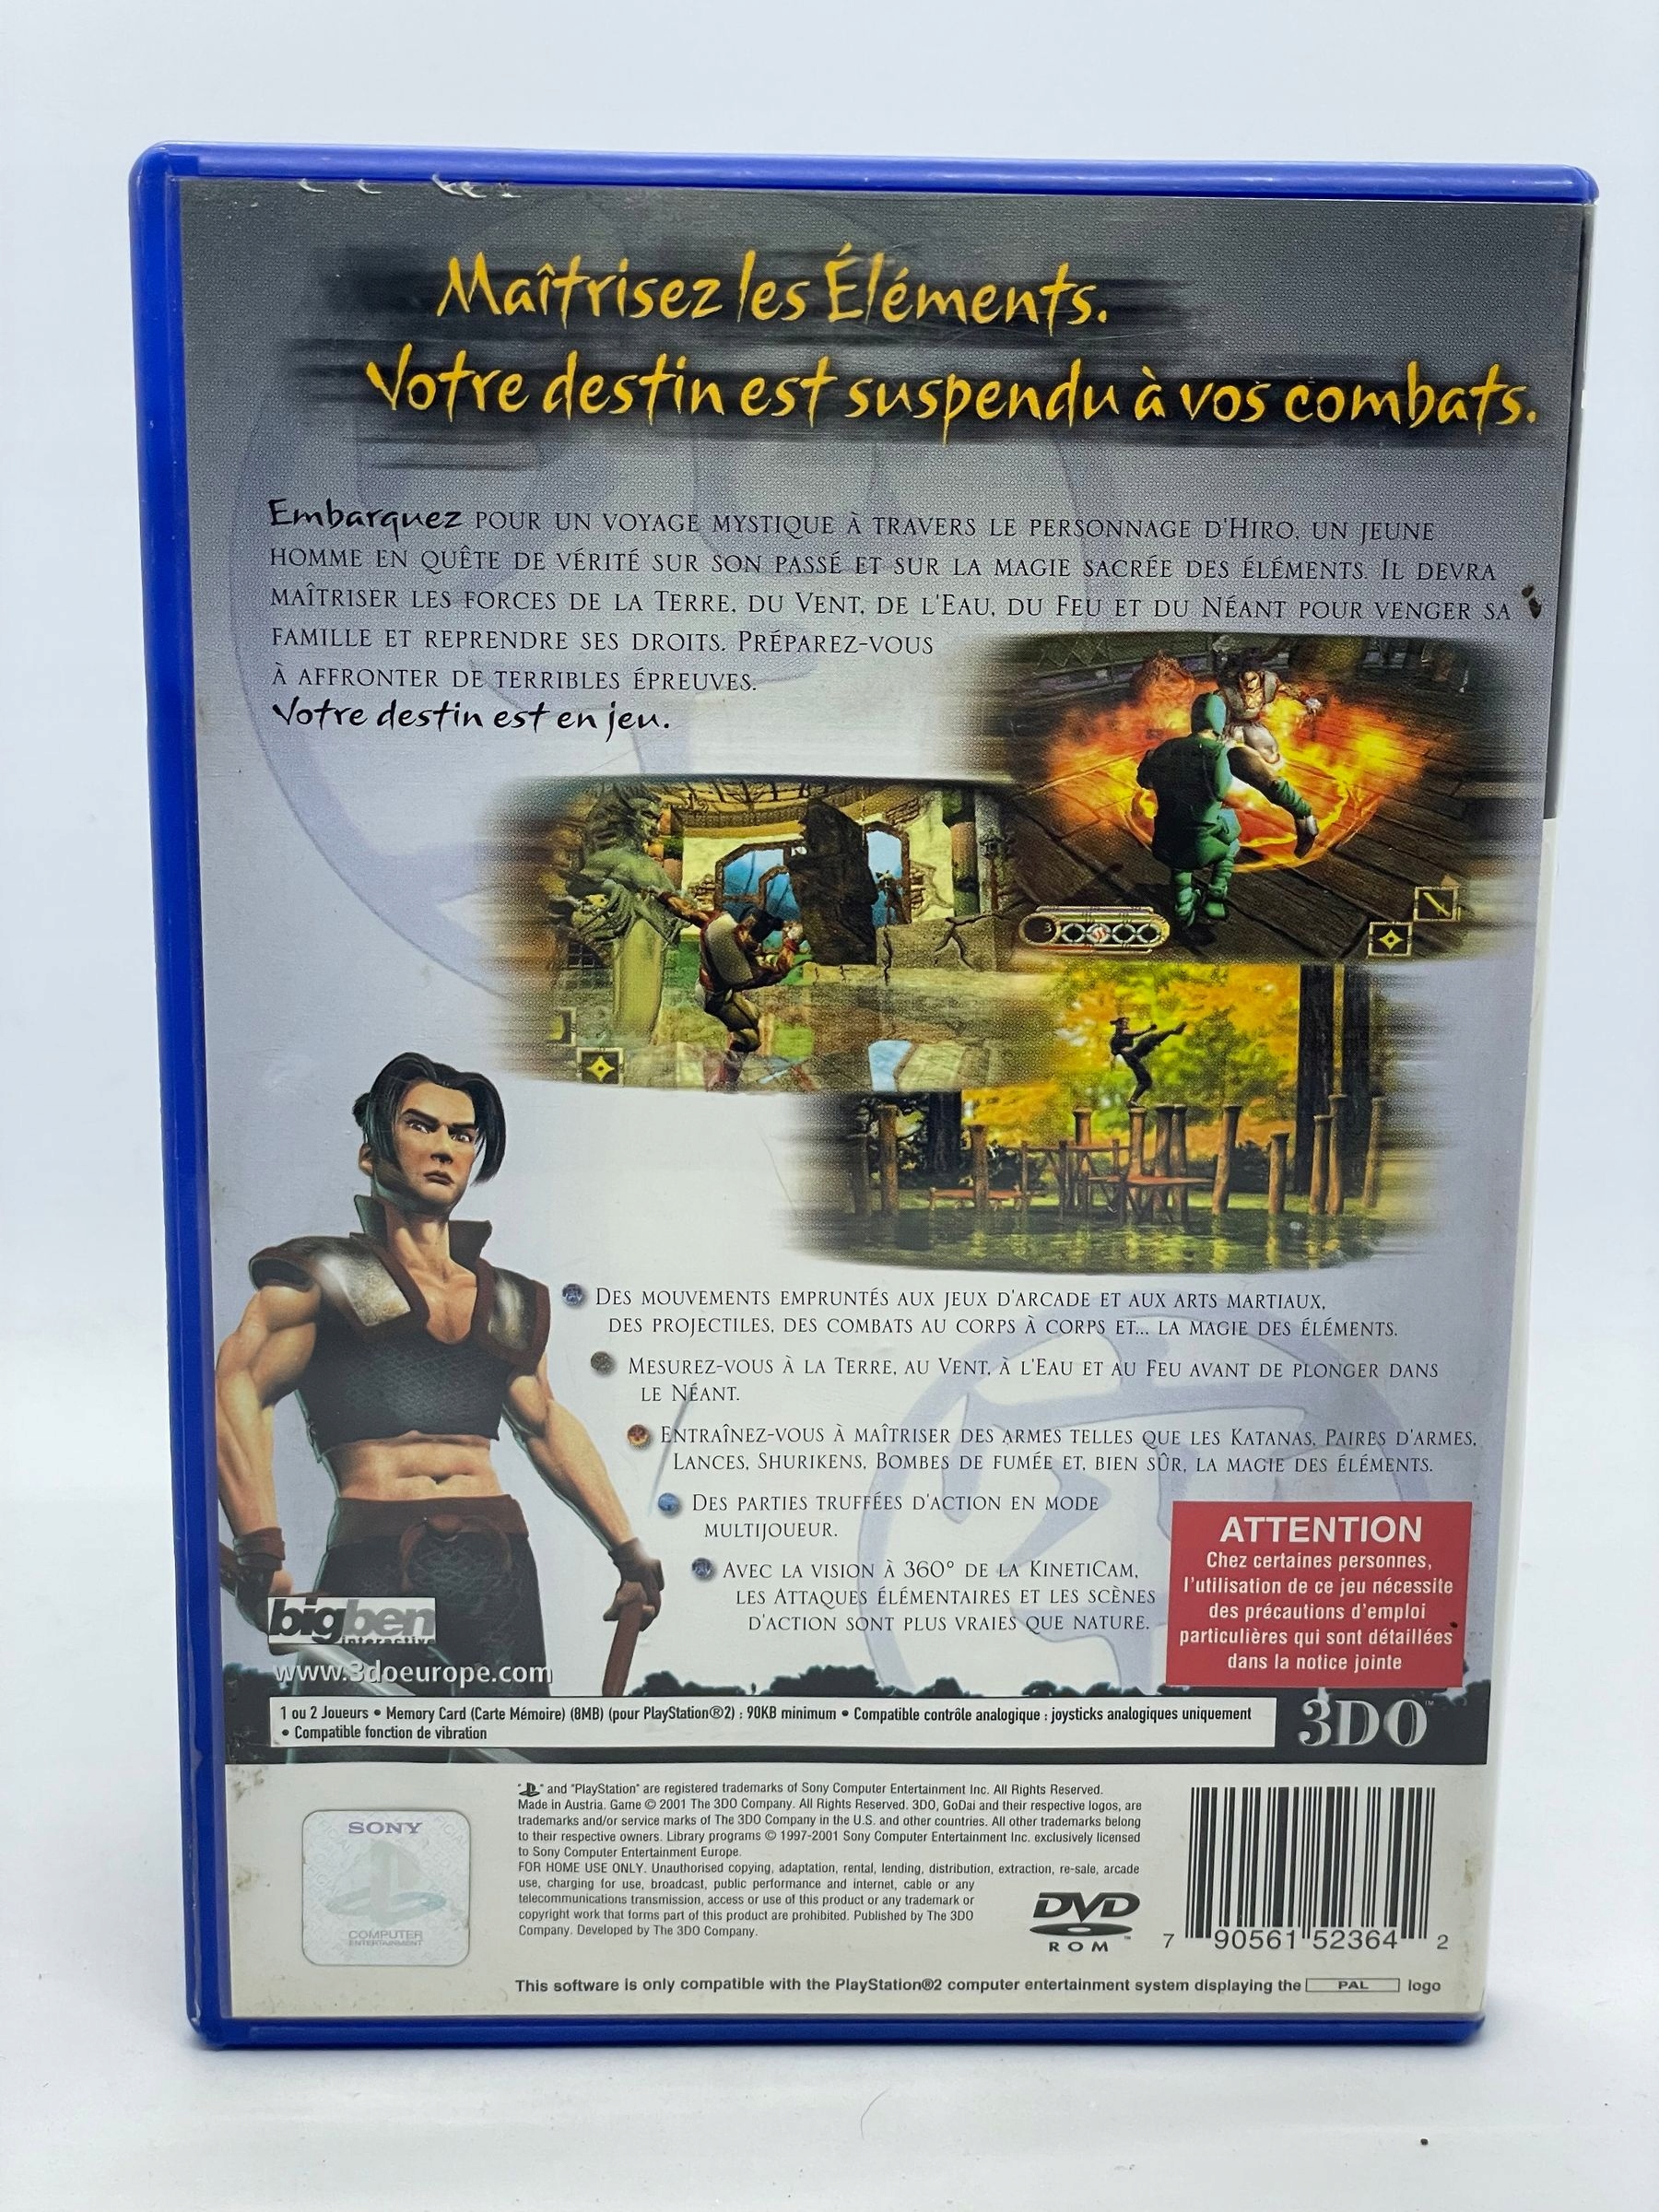 Maîtrisez les Éléments.
Votre destin est suspendu à vos combats.
Embarquez POUR UN VOYAGE MYSTIQUE À TRAVERS LE PERSONNAGE D'HIRO, UN JEUNE
HOMME EN QUÊTE DE VÉRITÉ SUR SON PASSÉ ET SUR LA MAGIE SACRÉE DES ÉLÉMENTS. IL DEVRA
MAÎTRISER LES FORCES DE LA TERRE, DU VENT, DE L'EAU, DU FEU ET DU NÉANT POUR VENGER SA
FAMILLE ET REPRENDRE SES DROITS. PRÉPAREZ-VOUS
À AFFRONTER DE TERRIBLES ÉPREUVES.
Votre destin est en jeu.
3
DES MOUVEMENTS EMPRUNTÉS AUX JEUX D'ARCADE ET AUX ARTS MARTIAUX,
DES PROJECTILES, DES COMBATS AU CORPS À CORPS ET... LA MAGIE DES ÉLÉMENTS.
MESUREZ-VOUS À LA TERRE, AU VENT, À L'EAU ET AU FEU AVANT DE PLONGER DANS
LE NÉANT.
ENTRAÎNEZ-VOUS À MAÎTRISER DES ARMES TELLES QUE LES KATANAS, PAIRES D'ARMES,
LANCES, SHURIKENS, BOMBES DE FUMÉE ET, BIEN SÛR, LA MAGIE DES ÉLÉMENTS.
DES PARTIES TRUFFÉES D'ACTION EN MODE
MULTIJOUEUR.
AVEC LA VISION À 360° DE LA KINETICAM,
LES ATTAQUES ÉLÉMENTAIRES ET LES SCÈNES
D'ACTION SONT PLUS VRAIES QUE NATURE.
ATTENTION
Chez certaines personnes,
l'utilisation de ce jeu nécessite
des précautions d'emploi
particulières qui sont détaillées
dans la notice jointe
bigben
interactive
www.3doeurope.com
1 ou 2 Joueurs • Memory Card (Carte Mémoire) (8MB) (pour PlayStation®2) : 90KB minimum • Compatible contrôle analogique : joysticks analogiques uniquement
• Compatible fonction de vibration
3DO™
SONY
COMPUTER
ENTERTAINMENT
" " and "PlayStation" are registered trademarks of Sony Computer Entertainment Inc. All Rights Reserved.
Made in Austria. Game © 2001 The 3DO Company. All Rights Reserved. 3DO, GoDai and their respective logos, are
trademarks and/or service marks of The 3DO Company in the U.S. and other countries. All other trademarks belong
to their respective owners. Library programs © 1997-2001 Sony Computer Entertainment Inc. exclusively licensed
to Sony Computer Entertainment Europe.
FOR HOME USE ONLY. Unauthorised copying, adaptation, rental, lending, distribution, extraction, re-sale, arcade
use, charging for use, broadcast, public performance and internet, cable or any
telecommunications transmission, access or use of this product or any trademark or
copyright work that forms part of this product are prohibited. Published by The 3DO
Company. Developed by The 3DO Company.
DVD™
ROM
7 90561 52364 2
This software is only compatible with the PlayStation®2 computer entertainment system displaying the PAL logo